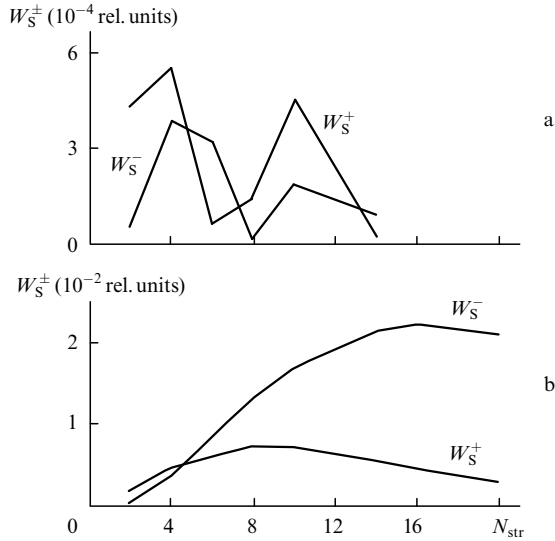 W_S^± (10^−4 rel. units)
6
a
W_S^+
3
W_S^−
0
W_S^± (10^−2 rel. units)
W_S^−
2
b
1
W_S^+
0 4 8 12 16 N_str